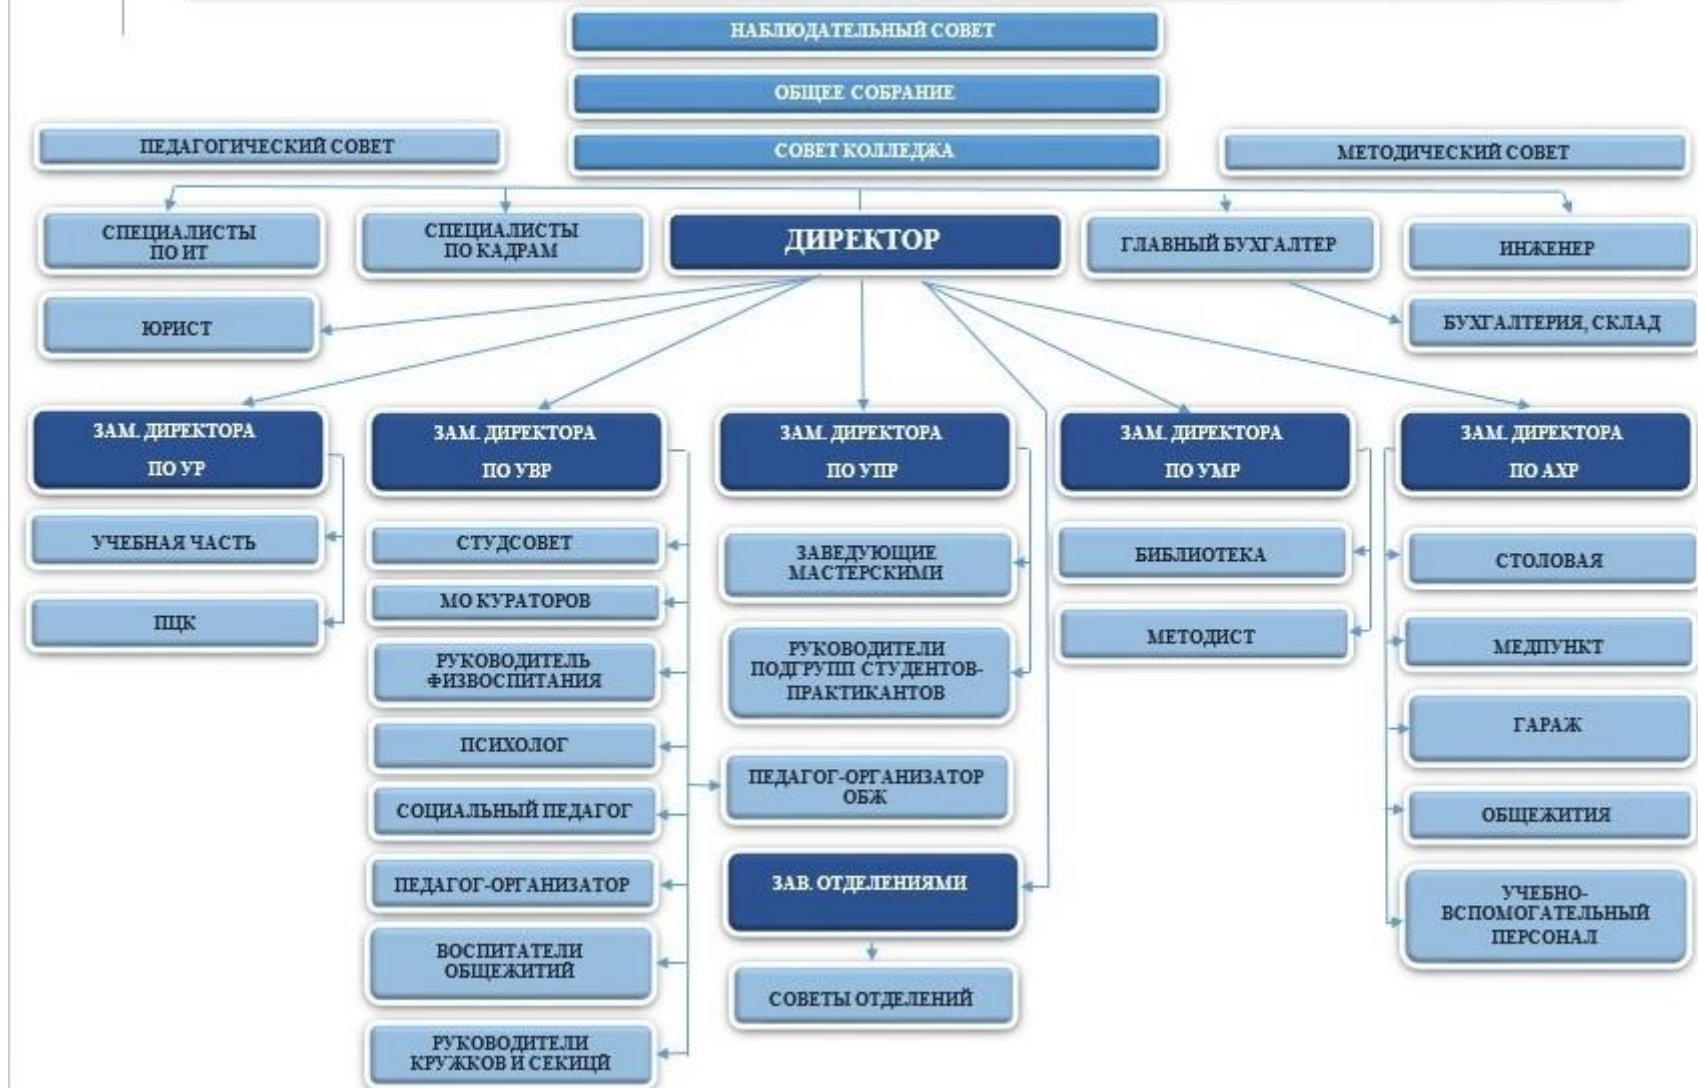 НАБЛЮДАТЕЛЬНЫЙ СОВЕТ
ОБЩЕЕ СОБРАНИЕ
ПЕДАГОГИЧЕСКИЙ СОВЕТ
СОВЕТ КОЛЛЕДЖА
МЕТОДИЧЕСКИЙ СОВЕТ
СПЕЦИАЛИСТЫ
ПО ИТ
СПЕЦИАЛИСТЫ
ПО КАДРАМ
ДИРЕКТОР
ГЛАВНЫЙ БУХГАЛТЕР
ИНЖЕНЕР
ЮРИСТ
БУХГАЛТЕРИЯ, СКЛАД
ЗАМ. ДИРЕКТОРА
ПО УР
ЗАМ. ДИРЕКТОРА
ПО УВР
ЗАМ. ДИРЕКТОРА
ПО УПР
ЗАМ. ДИРЕКТОРА
ПО УМР
ЗАМ. ДИРЕКТОРА
ПО АХР
УЧЕБНАЯ ЧАСТЬ
ПЦК
СТУДСОВЕТ
МО КУРАТОРОВ
РУКОВОДИТЕЛЬ
ФИЗВОСПИТАНИЯ
ПСИХОЛОГ
СОЦИАЛЬНЫЙ ПЕДАГОГ
ПЕДАГОГ-ОРГАНИЗАТОР
ВОСПИТАТЕЛИ
ОБЩЕЖИТИЙ
РУКОВОДИТЕЛИ
КРУЖКОВ И СЕКИЦЙ
ЗАВЕДУЮЩИЕ
МАСТЕРСКИМИ
РУКОВОДИТЕЛИ
ПОДГРУПП СТУДЕНТОВ-
ПРАКТИКАНТОВ
ПЕДАГОГ-ОРГАНИЗАТОР
ОБЖ
ЗАВ. ОТДЕЛЕНИЯМИ
СОВЕТЫ ОТДЕЛЕНИЙ
БИБЛИОТЕКА
МЕТОДИСТ
СТОЛОВАЯ
МЕДПУНКТ
ГАРАЖ
ОБЩЕЖИТИЯ
УЧЕБНО-
ВСПОМОГАТЕЛЬНЫЙ
ПЕРСОНАЛ